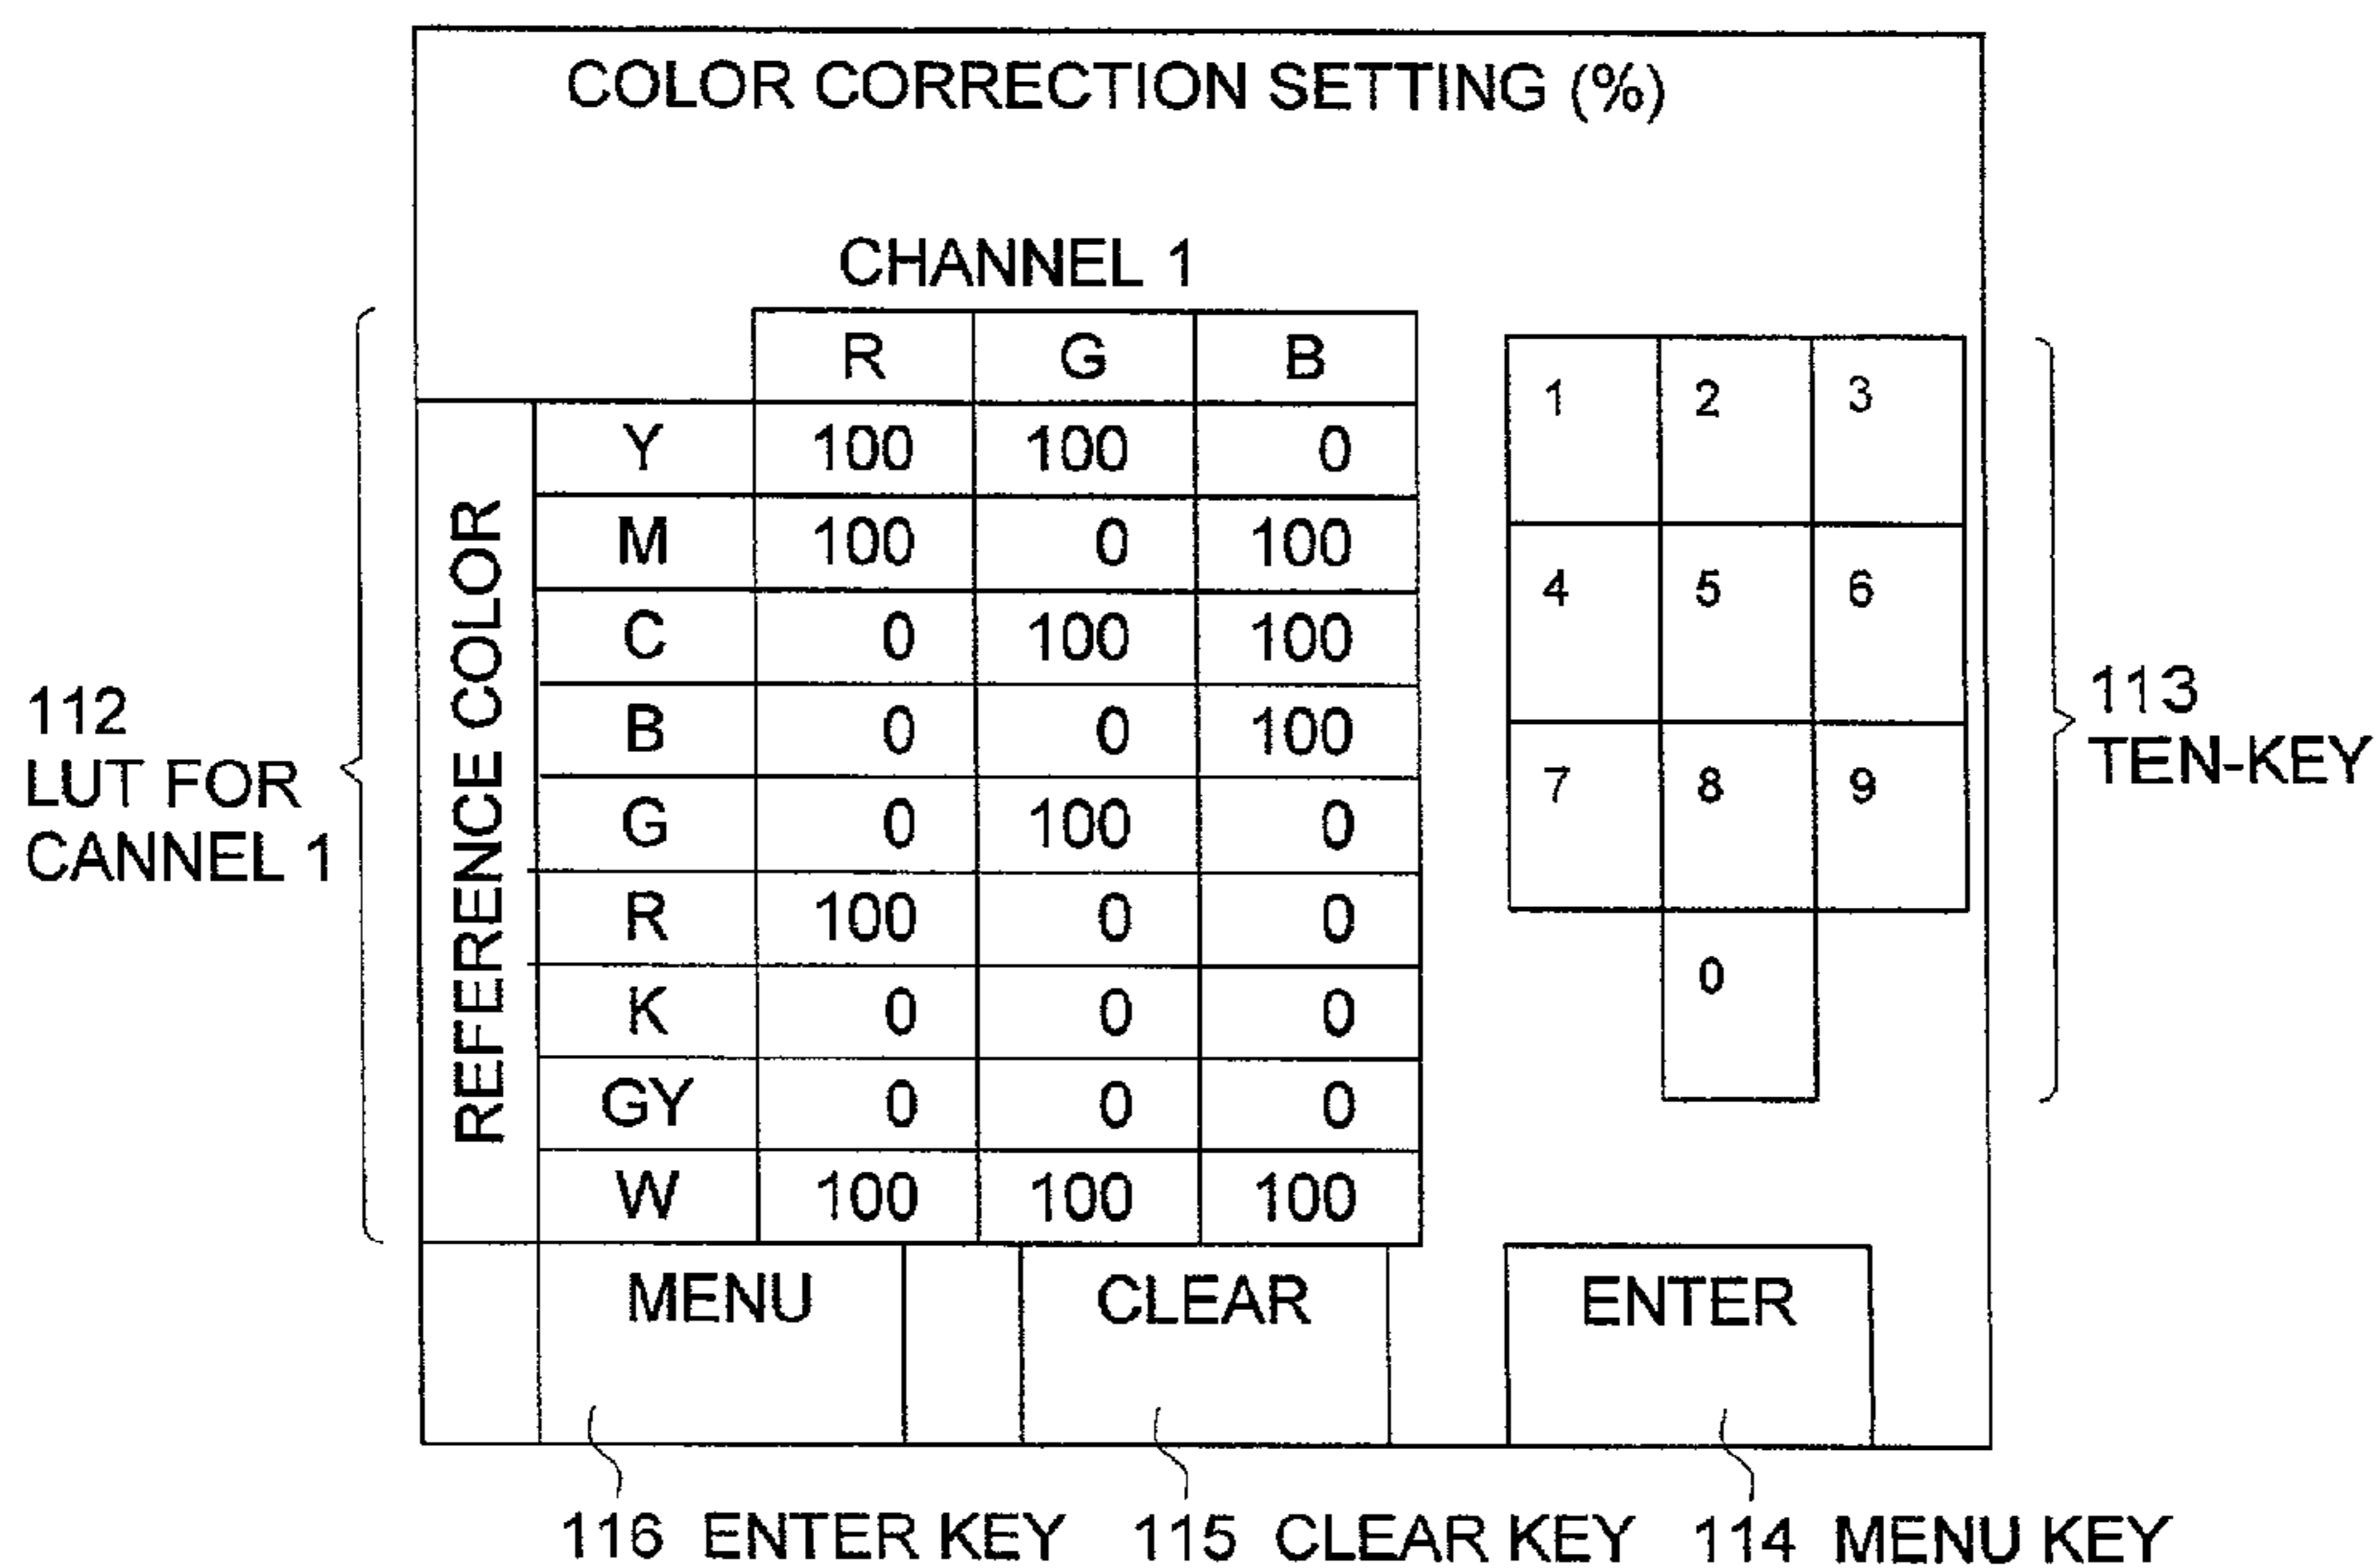 COLOR CORRECTION SETTING (%)
CHANNEL 1
R G B
REFERENCE COLOR
Y 100 100 0
M 100 0 100
C 0 100 100
B 0 0 100
G 0 100 0
R 100 0 0
K 0 0 0
GY 0 0 0
W 100 100 100
1 2 3
4 5 6
7 8 9
0
112
LUT FOR
CANNEL 1
113
TEN-KEY
MENU CLEAR ENTER
116 ENTER KEY 115 CLEAR KEY 114 MENU KEY